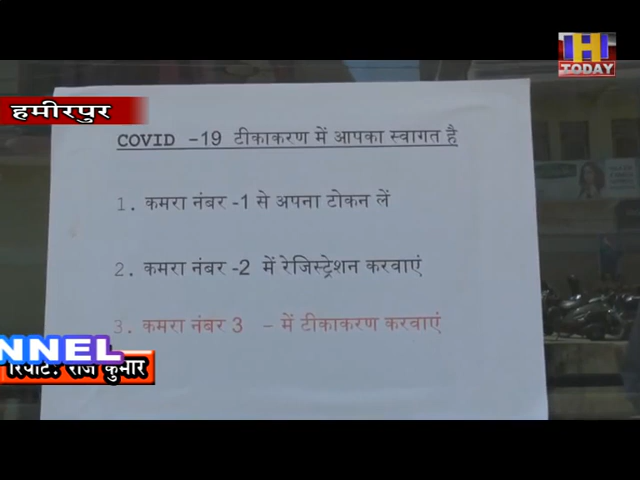 IHI
TODAY
हमीरपुर
COVID -19 टीकाकरण में आपका स्वागत है
1. कमरा नंबर -1 से अपना टोकन लें
2. कमरा नंबर -2 में रेजिस्ट्रेशन करवाएं
3. कमरा नंबर 3 - में टीकाकरण करवाएं
NNEL
रिपोर्ट: राज कुमार